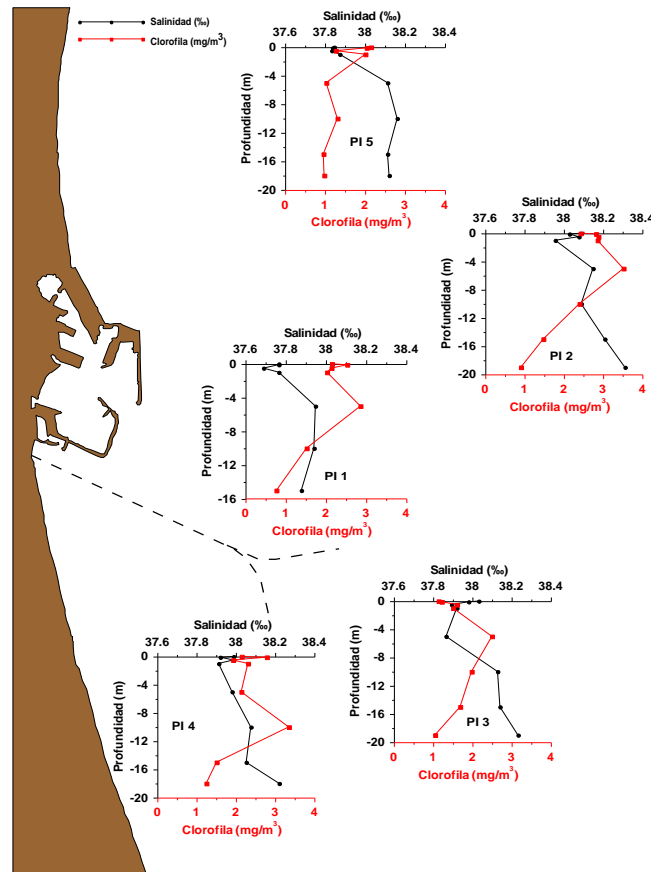 Salinidad (‰)
Clorofila (mg/m³)
Salinidad (‰)
37.6 37.8 38 38.2 38.4
0
-4
-8
-12
-16
-20
Profundidad (m)
PI 5
0 1 2 3 4
Clorofila (mg/m³)
Salinidad (‰)
37.6 37.8 38 38.2 38.4
0
-4
-8
-12
-16
-20
Profundidad (m)
PI 2
0 1 2 3 4
Clorofila (mg/m³)
Salinidad (‰)
37.6 37.8 38 38.2 38.4
0
-4
-8
-12
-16
Profundidad (m)
PI 1
0 1 2 3 4
Clorofila (mg/m³)
Salinidad (‰)
37.6 37.8 38 38.2 38.4
0
-4
-8
-12
-16
-20
Profundidad (m)
PI 3
0 1 2 3 4
Clorofila (mg/m³)
Salinidad (‰)
37.6 37.8 38 38.2 38.4
0
-4
-8
-12
-16
-20
Profundidad (m)
PI 4
0 1 2 3 4
Clorofila (mg/m³)